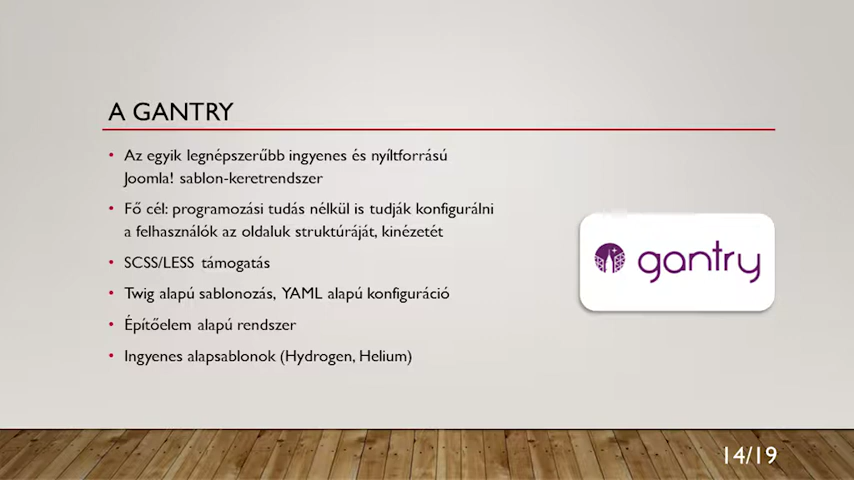 A GANTRY
• Az egyik legnépszerűbb ingyenes és nyíltforrású
Joomla! sablon-keretrendszer
• Fő cél: programozási tudás nélkül is tudják konfigurálni
a felhasználók az oldaluk struktúráját, kinézetét
• SCSS/LESS támogatás
• Twig alapú sablonozás, YAML alapú konfiguráció
• Építőelem alapú rendszer
• Ingyenes alapsablonok (Hydrogen, Helium)
gantry
14/19